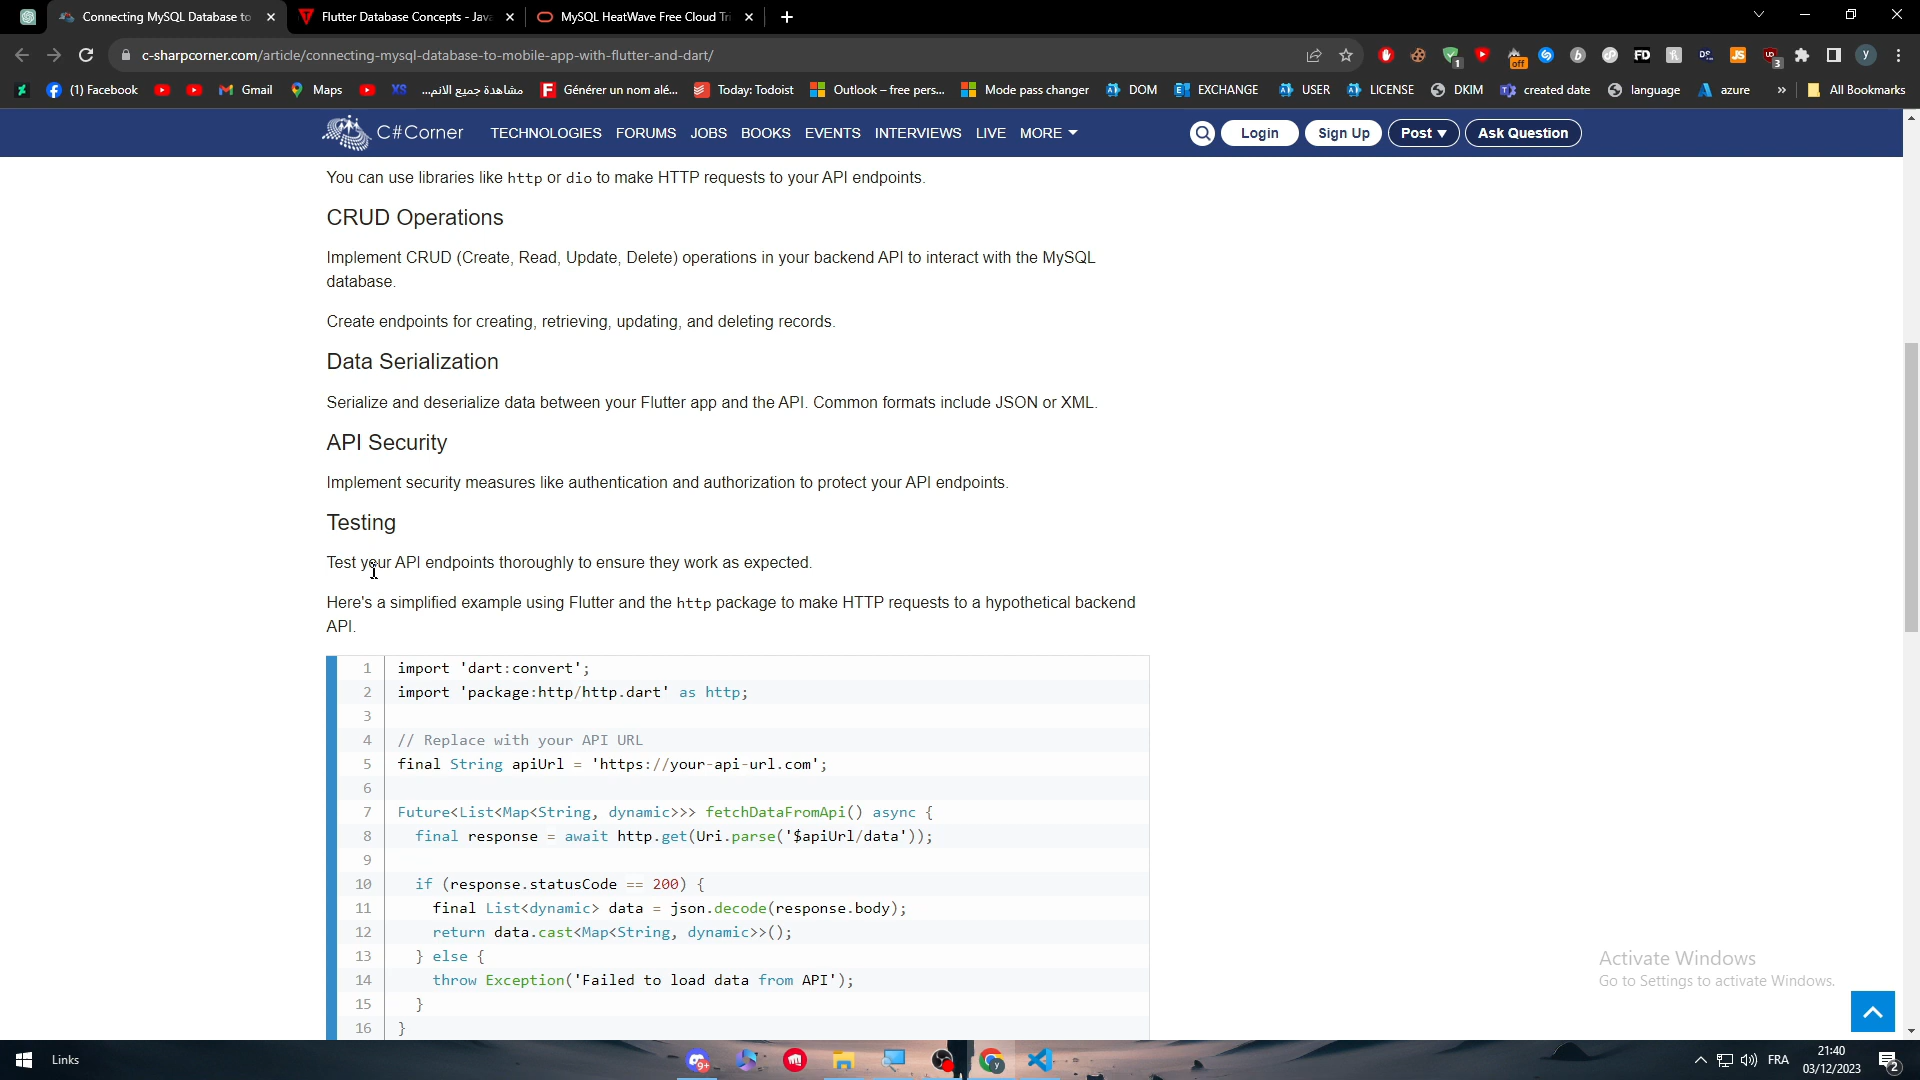 Connecting MySQL Database to
Flutter Database Concepts - Java
MySQL HeatWave Free Cloud Tri
c-sharpcorner.com/article/connecting-mysql-database-to-mobile-app-with-flutter-and-dart/
(1) Facebook
Gmail
Maps
XS
مشاهدة جميع الانم...
Générer un nom alé...
Today: Todoist
Outlook – free pers...
Mode pass changer
DOM
EXCHANGE
USER
LICENSE
DKIM
created date
language
azure
»
All Bookmarks
C#Corner
TECHNOLOGIES FORUMS JOBS BOOKS EVENTS INTERVIEWS LIVE MORE
Login
Sign Up
Post
Ask Question
You can use libraries like http or dio to make HTTP requests to your API endpoints.
CRUD Operations
Implement CRUD (Create, Read, Update, Delete) operations in your backend API to interact with the MySQL
database.
Create endpoints for creating, retrieving, updating, and deleting records.
Data Serialization
Serialize and deserialize data between your Flutter app and the API. Common formats include JSON or XML.
API Security
Implement security measures like authentication and authorization to protect your API endpoints.
Testing
Test your API endpoints thoroughly to ensure they work as expected.
Here's a simplified example using Flutter and the http package to make HTTP requests to a hypothetical backend
API.
1 import 'dart:convert';
2 import 'package:http/http.dart' as http;
3
4 // Replace with your API URL
5 final String apiUrl = 'https://your-api-url.com';
6
7 Future<List<Map<String, dynamic>>> fetchDataFromApi() async {
8 final response = await http.get(Uri.parse('$apiUrl/data'));
9
10 if (response.statusCode == 200) {
11 final List<dynamic> data = json.decode(response.body);
12 return data.cast<Map<String, dynamic>>();
13 } else {
14 throw Exception('Failed to load data from API');
15 }
16 }
Activate Windows
Go to Settings to activate Windows.
Links
FRA
21:40
03/12/2023
2